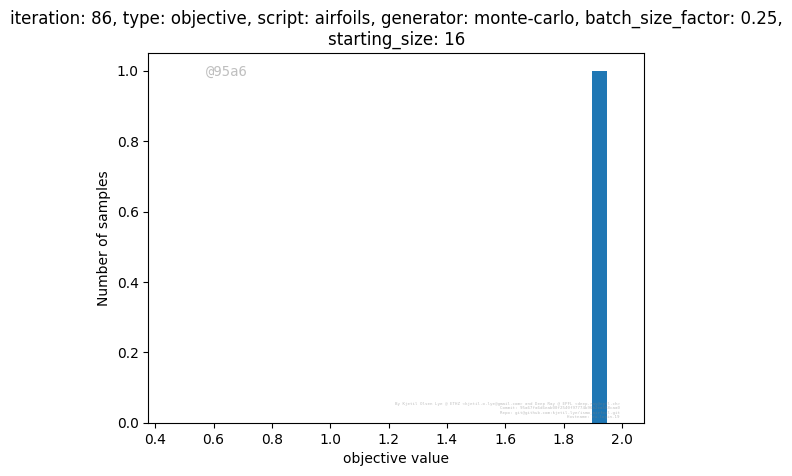 iteration: 86, type: objective, script: airfoils, generator: monte-carlo, batch_size_factor: 0.25,
starting_size: 16
@95a6
1.0
0.8
0.6
0.4
0.2
0.0
Number of samples
0.4 0.6 0.8 1.0 1.2 1.4 1.6 1.8 2.0
objective value